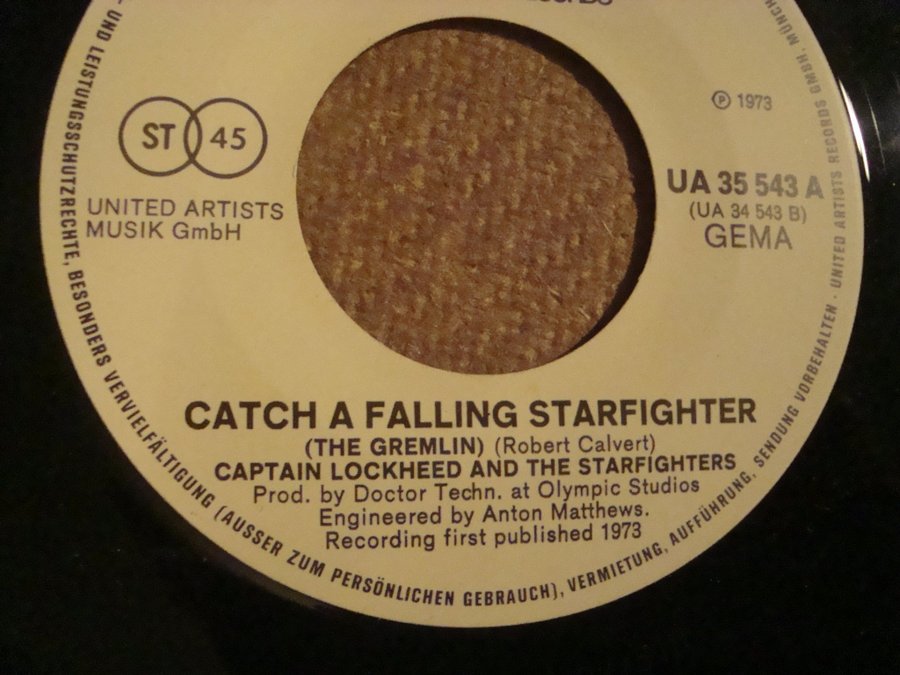 ST 45
UNITED ARTISTS
MUSIK GmbH
℗ 1973
UA 35 543 A
(UA 34 543 B)
GEMA
CATCH A FALLING STARFIGHTER
(THE GREMLIN) (Robert Calvert)
CAPTAIN LOCKHEED AND THE STARFIGHTERS
Prod. by Doctor Techn. at Olympic Studios
Engineered by Anton Matthews.
Recording first published 1973
UND LEISTUNGSSCHUTZRECHTE, BESONDERS VERVIELFÄLTIGUNG (AUSSER ZUM PERSÖNLICHEN GEBRAUCH), VERMIETUNG, AUFFÜHRUNG, SENDUNG VORBEHALTEN · UNITED ARTISTS RECORDS GMBH ·